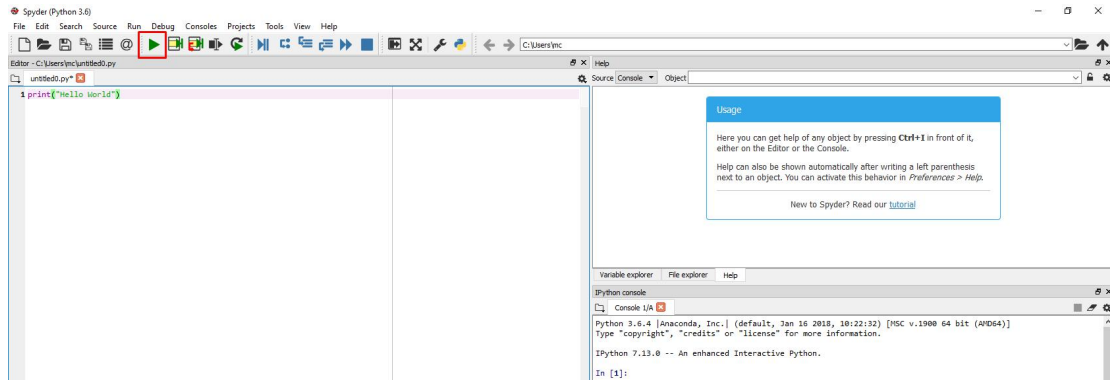 Spyder (Python 3.6)
File Edit Search Source Run Debug Consoles Projects Tools View Help
C:\Users\mc
Editor - C:\Users\mc\untitled0.py
untitled0.py*
1 print("Hello World")
Help
Source Console Object
Usage
Here you can get help of any object by pressing Ctrl+I in front of it,
either on the Editor or the Console.
Help can also be shown automatically after writing a left parenthesis
next to an object. You can activate this behavior in Preferences > Help.
New to Spyder? Read our tutorial
Variable explorer File explorer Help
IPython console
Console 1/A
Python 3.6.4 |Anaconda, Inc.| (default, Jan 16 2018, 10:22:32) [MSC v.1900 64 bit (AMD64)]
Type "copyright", "credits" or "license" for more information.
IPython 7.13.0 -- An enhanced Interactive Python.
In [1]: